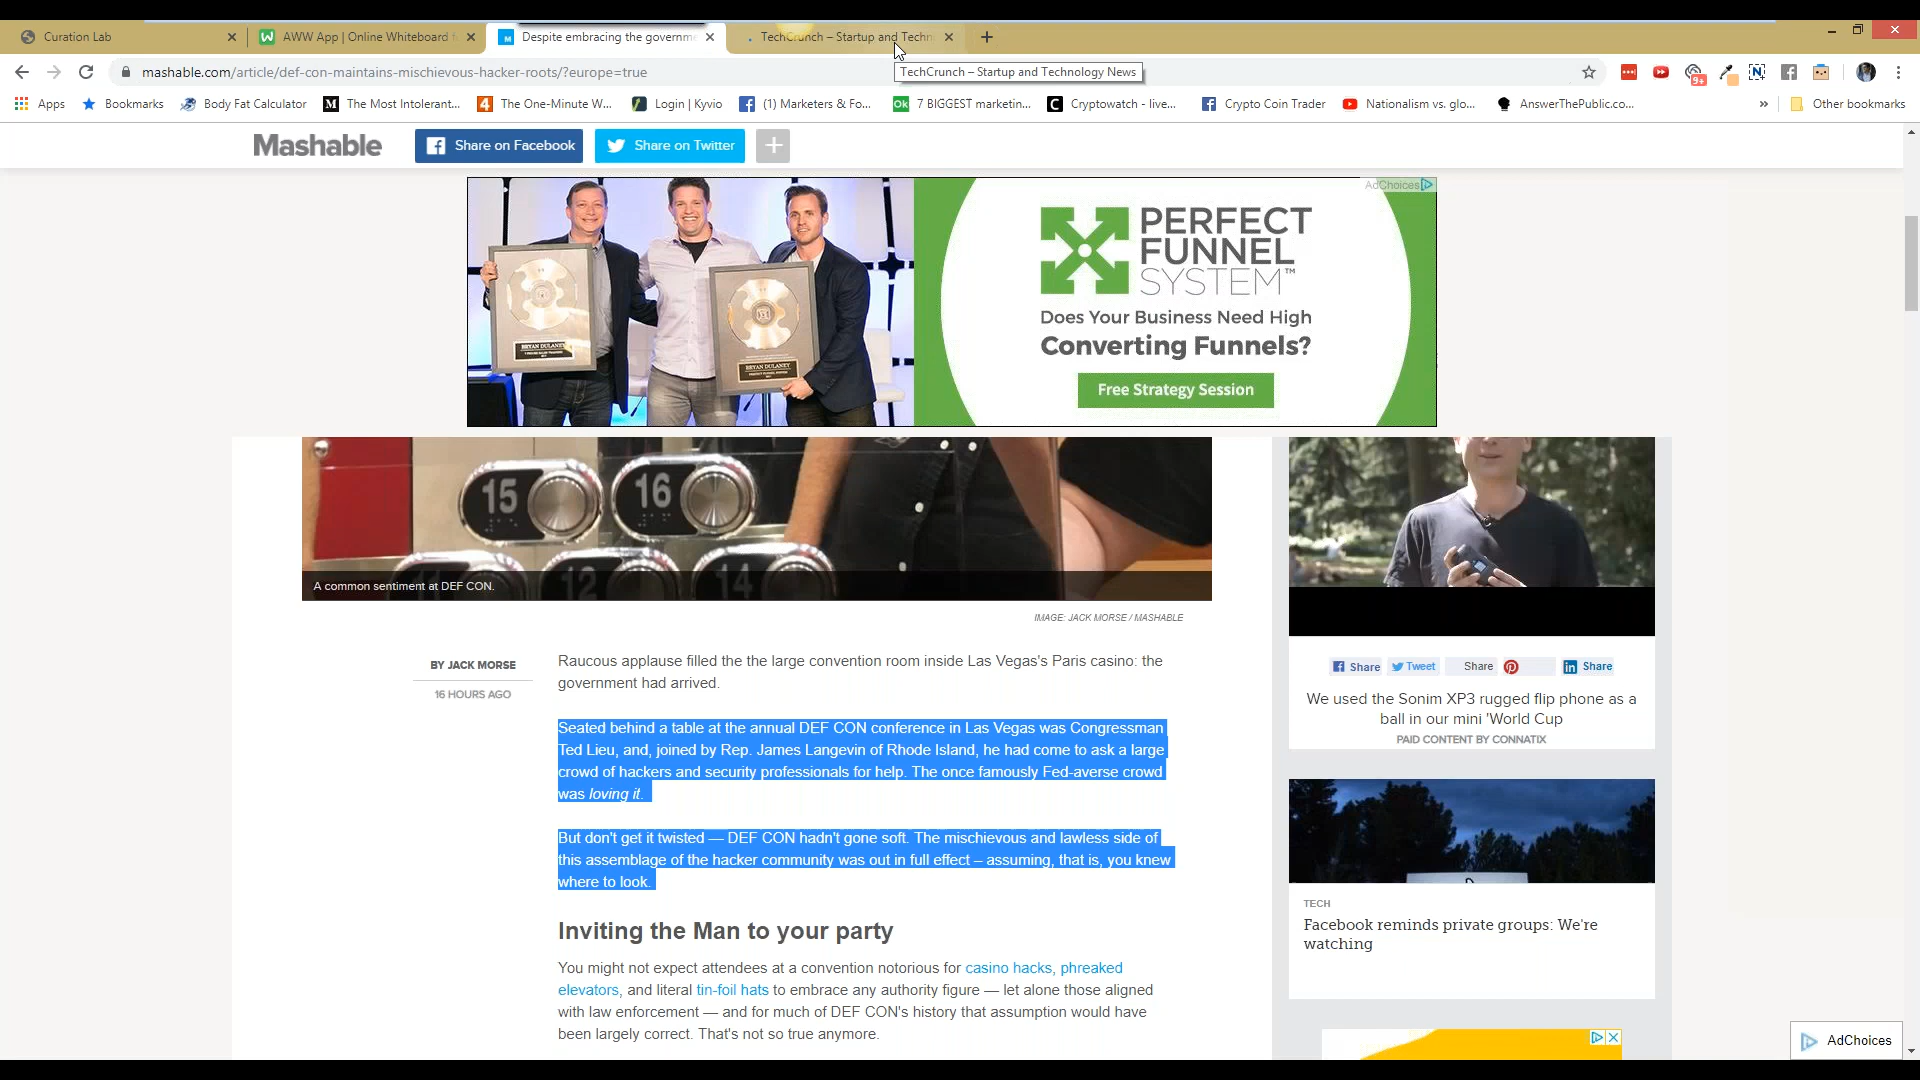 Curation Lab
AWW App | Online Whiteboard f
Despite embracing the governme
TechCrunch – Startup and Techn
mashable.com/article/def-con-maintains-mischievous-hacker-roots/?europe=true
TechCrunch – Startup and Technology News
9+
Apps
Bookmarks
Body Fat Calculator
The Most Intolerant...
The One-Minute W...
Login | Kyvio
(1) Marketers & Fo...
7 BIGGEST marketin...
Cryptowatch - live...
Crypto Coin Trader
Nationalism vs. glo...
AnswerThePublic.co...
Other bookmarks
Mashable
Share on Facebook
Share on Twitter
AdChoices
BRYAN DULANEY
BRYAN DULANEY
PERFECT
FUNNEL
SYSTEM™
Does Your Business Need High
Converting Funnels?
Free Strategy Session
15
16
12
14
A common sentiment at DEF CON.
IMAGE: JACK MORSE / MASHABLE
BY JACK MORSE
16 HOURS AGO
Raucous applause filled the the large convention room inside Las Vegas's Paris casino: the
government had arrived.
Seated behind a table at the annual DEF CON conference in Las Vegas was Congressman
Ted Lieu, and, joined by Rep. James Langevin of Rhode Island, he had come to ask a large
crowd of hackers and security professionals for help. The once famously Fed-averse crowd
was loving it.
But don't get it twisted — DEF CON hadn't gone soft. The mischievous and lawless side of
this assemblage of the hacker community was out in full effect – assuming, that is, you knew
where to look.
Inviting the Man to your party
You might not expect attendees at a convention notorious for casino hacks, phreaked
elevators, and literal tin-foil hats to embrace any authority figure — let alone those aligned
with law enforcement — and for much of DEF CON's history that assumption would have
been largely correct. That's not so true anymore.
Share
Tweet
Share
Share
We used the Sonim XP3 rugged flip phone as a
ball in our mini 'World Cup
PAID CONTENT BY CONNATIX
TECH
Facebook reminds private groups: We're
watching
AdChoices